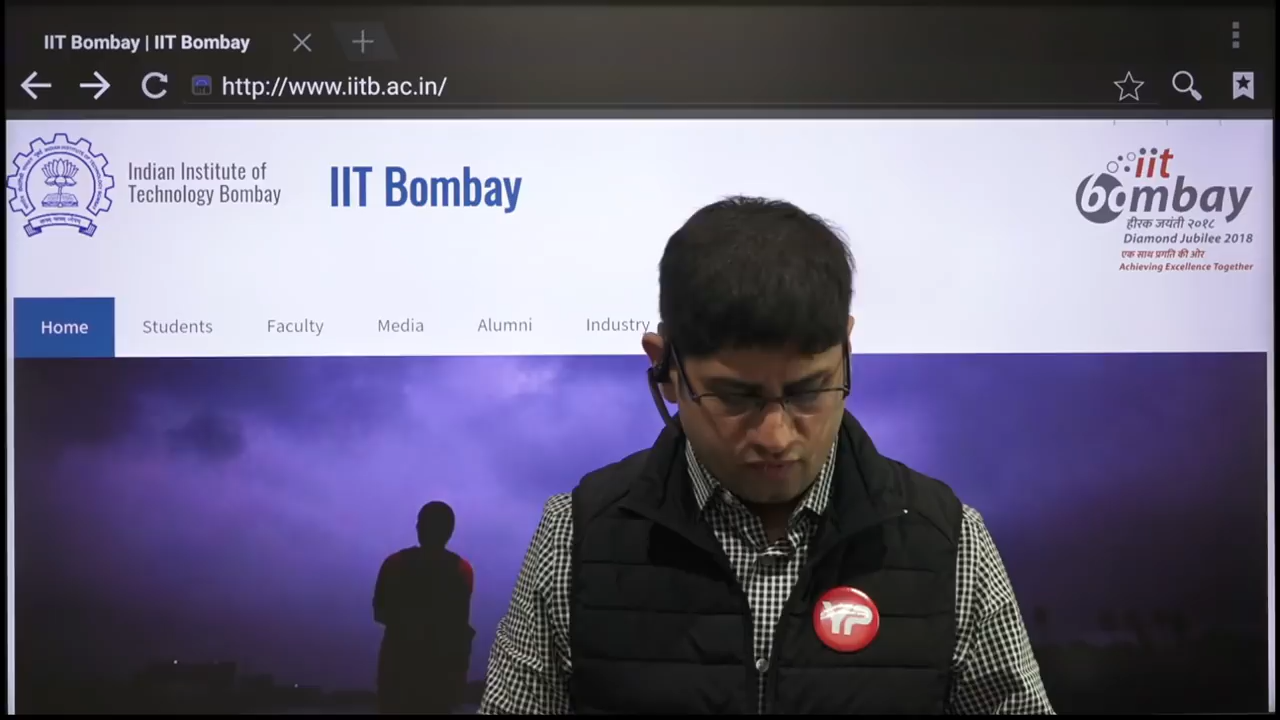 IIT Bombay | IIT Bombay
http://www.iitb.ac.in/
Indian Institute of
Technology Bombay
IIT Bombay
iit
bombay
हीरक जयंती २०१८
Diamond Jubilee 2018
एक साथ प्रगति की ओर
Achieving Excellence Together
Home
Students
Faculty
Media
Alumni
Industry
YP